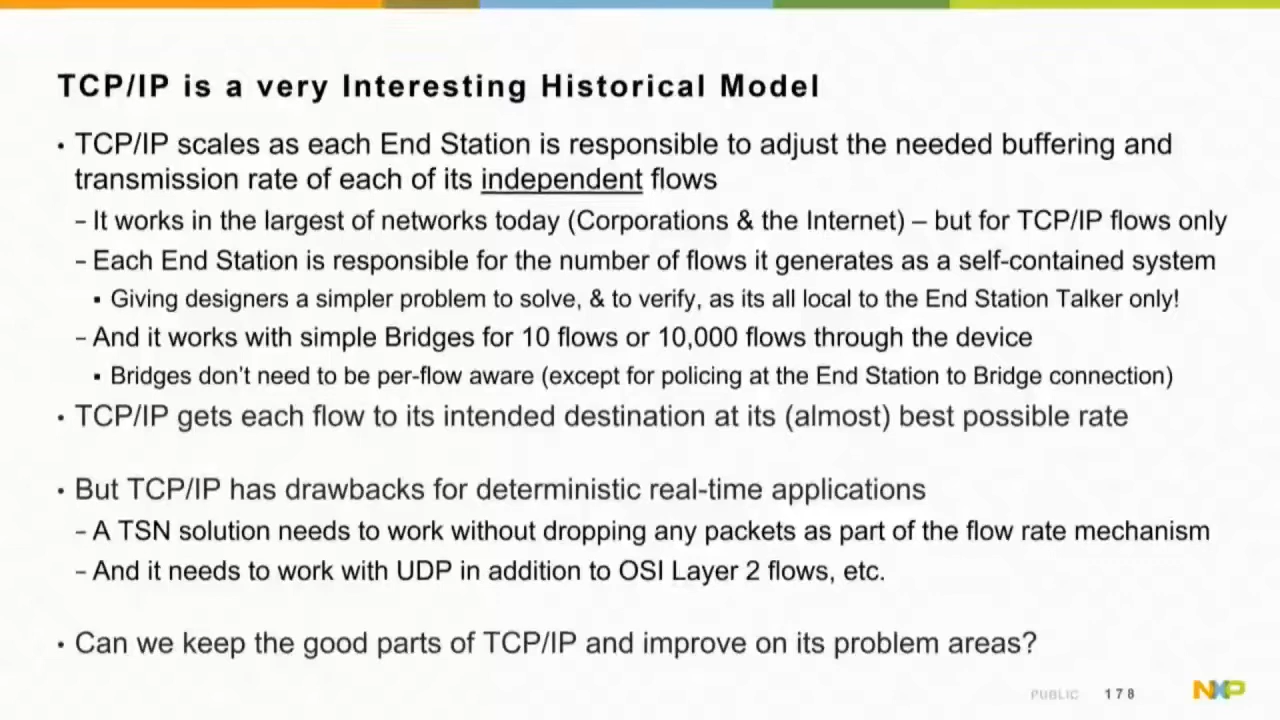 TCP/IP is a very Interesting Historical Model
• TCP/IP scales as each End Station is responsible to adjust the needed buffering and
transmission rate of each of its independent flows
– It works in the largest of networks today (Corporations & the Internet) – but for TCP/IP flows only
– Each End Station is responsible for the number of flows it generates as a self-contained system
▪ Giving designers a simpler problem to solve, & to verify, as its all local to the End Station Talker only!
– And it works with simple Bridges for 10 flows or 10,000 flows through the device
▪ Bridges don't need to be per-flow aware (except for policing at the End Station to Bridge connection)
• TCP/IP gets each flow to its intended destination at its (almost) best possible rate
• But TCP/IP has drawbacks for deterministic real-time applications
– A TSN solution needs to work without dropping any packets as part of the flow rate mechanism
– And it needs to work with UDP in addition to OSI Layer 2 flows, etc.
• Can we keep the good parts of TCP/IP and improve on its problem areas?
PUBLIC 178 NXP